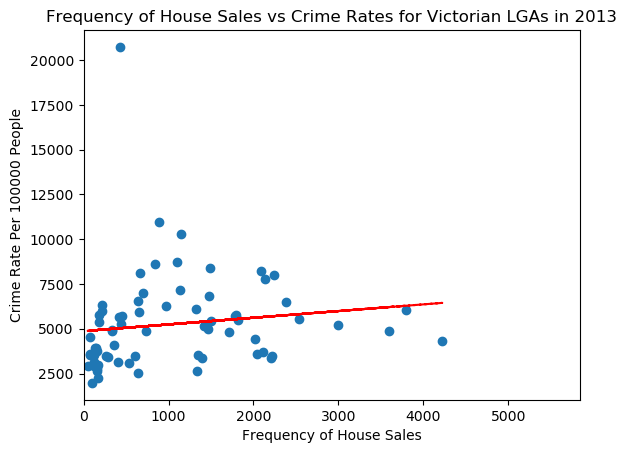 Frequency of House Sales vs Crime Rates for Victorian LGAs in 2013
20000
17500
15000
12500
10000
7500
5000
2500
Crime Rate Per 100000 People
0 1000 2000 3000 4000 5000
Frequency of House Sales